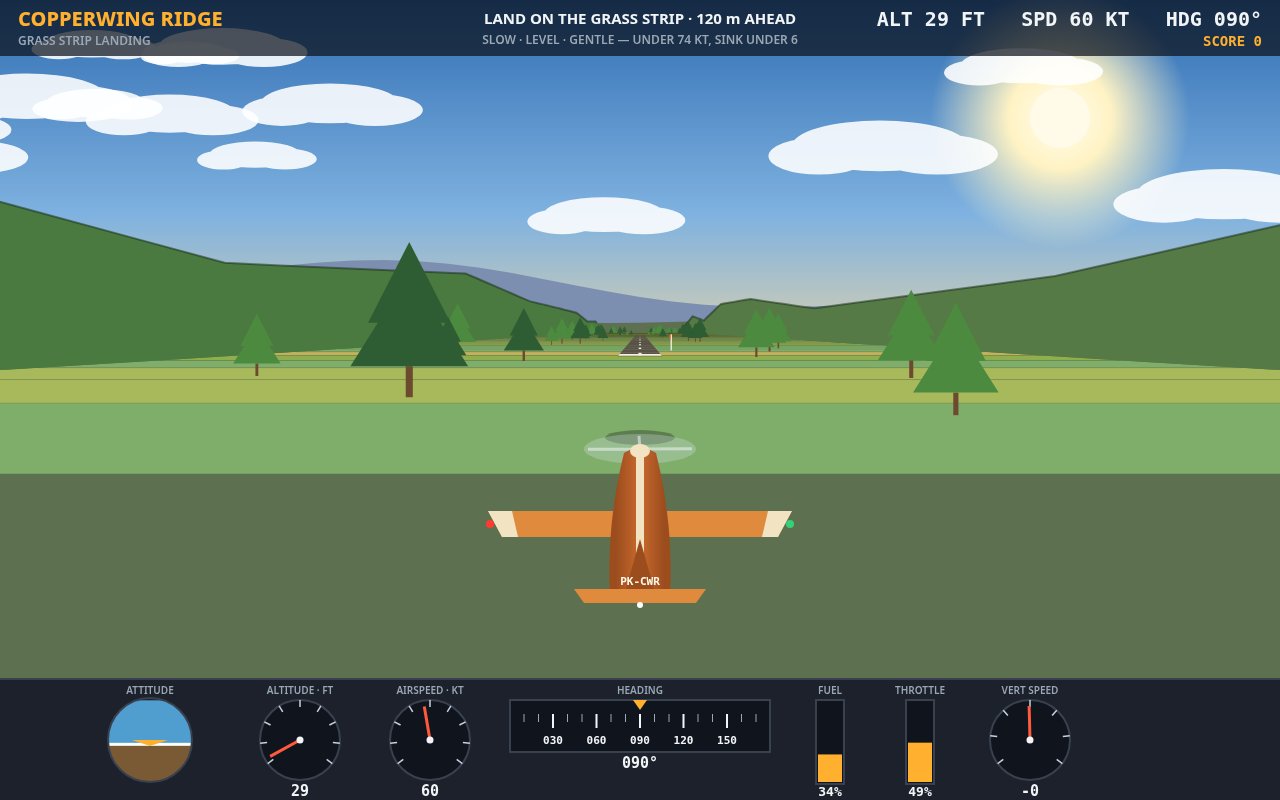 COPPERWING RIDGE
GRASS STRIP LANDING
LAND ON THE GRASS STRIP · 120 m AHEAD
SLOW · LEVEL · GENTLE — UNDER 74 KT, SINK UNDER 6
ALT 29 FT SPD 60 KT HDG 090°
SCORE 0
PK-CWR
ATTITUDE
ALTITUDE · FT
29
AIRSPEED · KT
60
HEADING
030 060 090 120 150
090°
FUEL
34%
THROTTLE
49%
VERT SPEED
-0